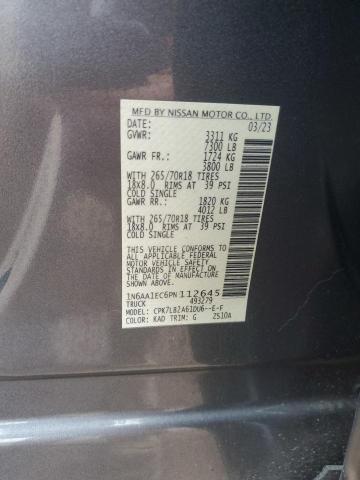 MFD BY NISSAN MOTOR CO., LTD.
DATE: 03/23
GVWR: 3311 KG
7300 LB
GAWR FR.: 1724 KG
3800 LB
WITH 265/70R18 TIRES
18x8.0 RIMS AT 39 PSI
COLD SINGLE
GAWR RR.: 1820 KG
4012 LB
WITH 265/70R18 TIRES
18x8.0 RIMS AT 39 PSI
COLD SINGLE
THIS VEHICLE CONFORMS TO
ALL APPLICABLE FEDERAL
MOTOR VEHICLE SAFETY
STANDARDS IN EFFECT ON
THE DATE OF MANUFACTURE
SHOWN ABOVE.
1N6AA1EC6PN112645
TRUCK 493279
MODEL: CPK7LB2A61DU6--E-F
COLOR: KAD TRIM: G ZS10A